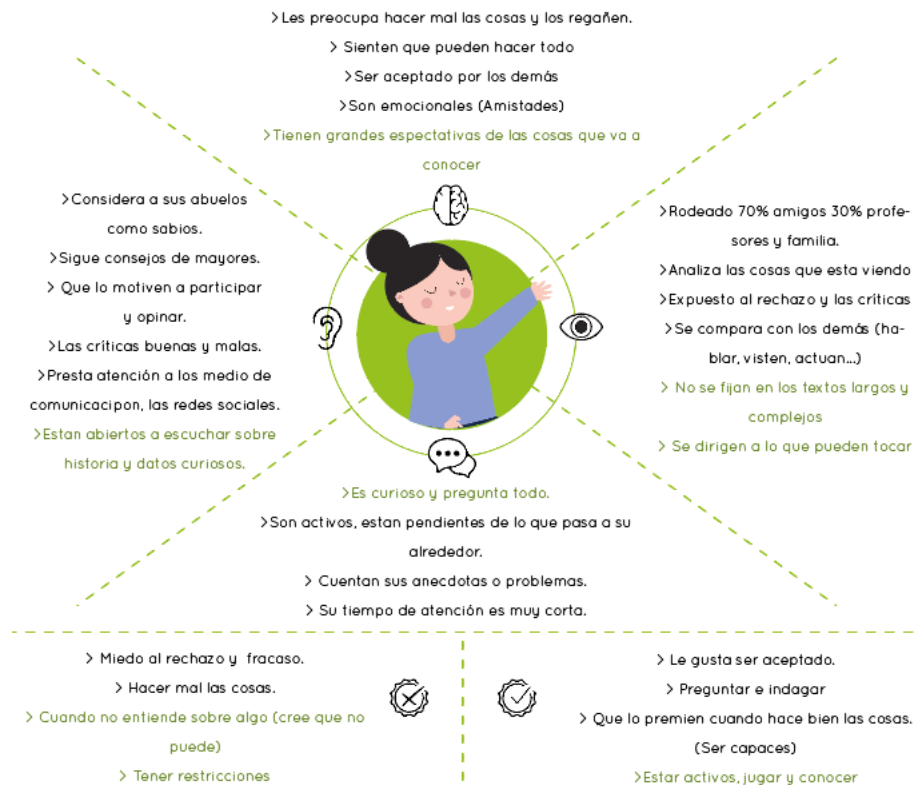 >Les preocupa hacer mal las cosas y los regañen.
> Sienten que pueden hacer todo
>Ser aceptado por los demás
>Son emocionales (Amistades)
>Tienen grandes espectativas de las cosas que va a
conocer
>Considera a sus abuelos
como sabios.
>Sigue consejos de mayores.
> Que lo motiven a participar
y opinar.
>Las críticas buenas y malas.
>Presta atención a los medio de
comunicacipon, las redes sociales.
>Estan abiertos a escuchar sobre
historia y datos curiosos.
>Rodeado 70% amigos 30% profe-
sores y familia.
>Analiza las cosas que esta viendo
>Expuesto al rechazo y las críticas
>Se compara con los demás (ha-
blar, visten, actuan...)
> No se fijan en los textos largos y
complejos
> Se dirigen a lo que pueden tocar
>Es curioso y pregunta todo.
>Son activos, estan pendientes de lo que pasa a su
alrededor.
> Cuentan sus anecdotas o problemas.
> Su tiempo de atención es muy corta.
> Miedo al rechazo y fracaso.
> Hacer mal las cosas.
> Cuando no entiende sobre algo (cree que no
puede)
> Tener restricciones
> Le gusta ser aceptado.
> Preguntar e indagar
> Que lo premien cuando hace bien las cosas.
(Ser capaces)
>Estar activos, jugar y conocer